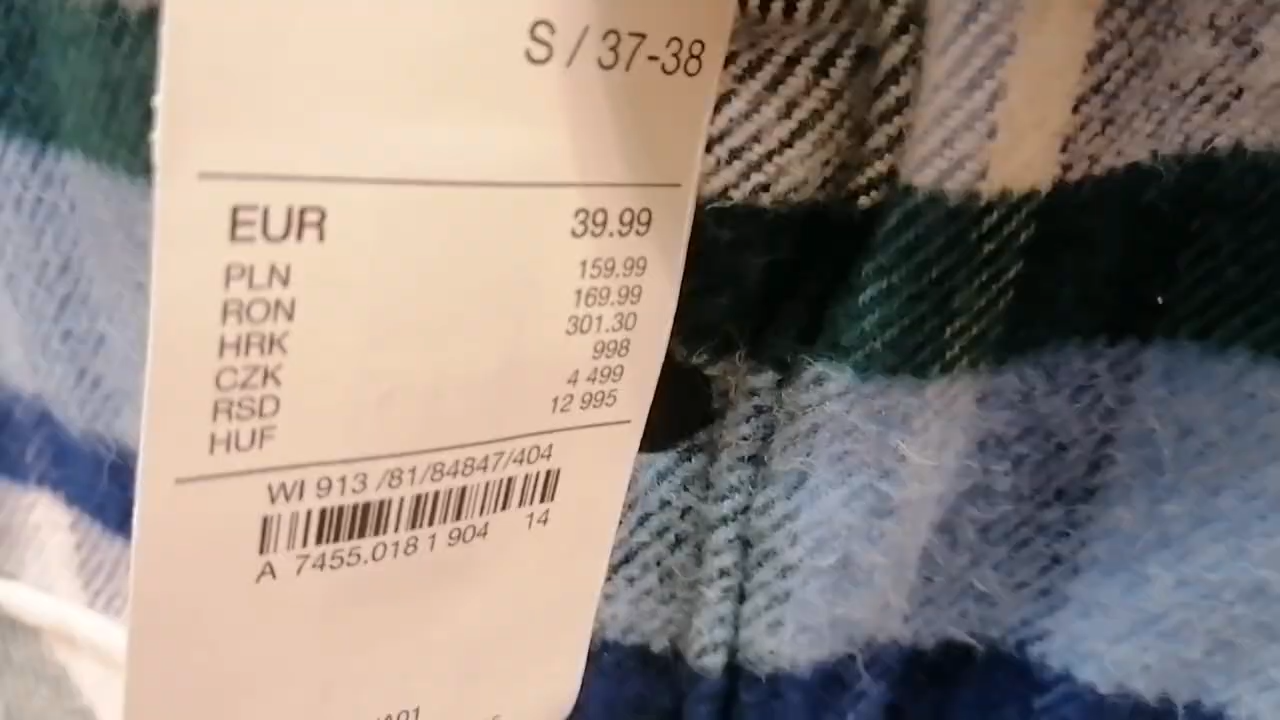 S / 37-38
EUR 39.99
PLN 159.99
RON 169.99
HRK 301.30
CZK 998
RSD 4 499
HUF 12 995
WI 913 /81/84847/404
A 7455.018 1 904 14